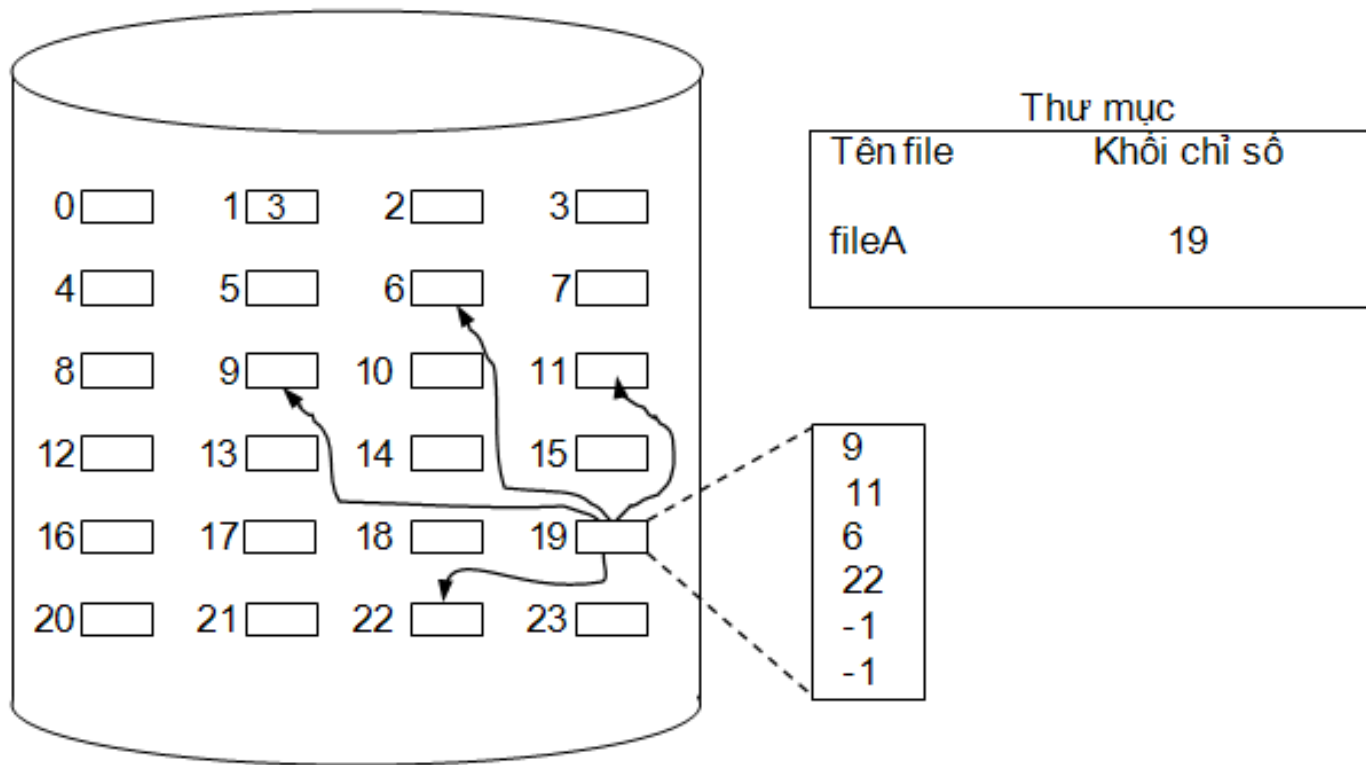 Thư mục
Tên file Khối chỉ số
fileA 19
0 1 3 2 3
4 5 6 7
8 9 10 11
12 13 14 15
16 17 18 19
20 21 22 23
9
11
6
22
-1
-1